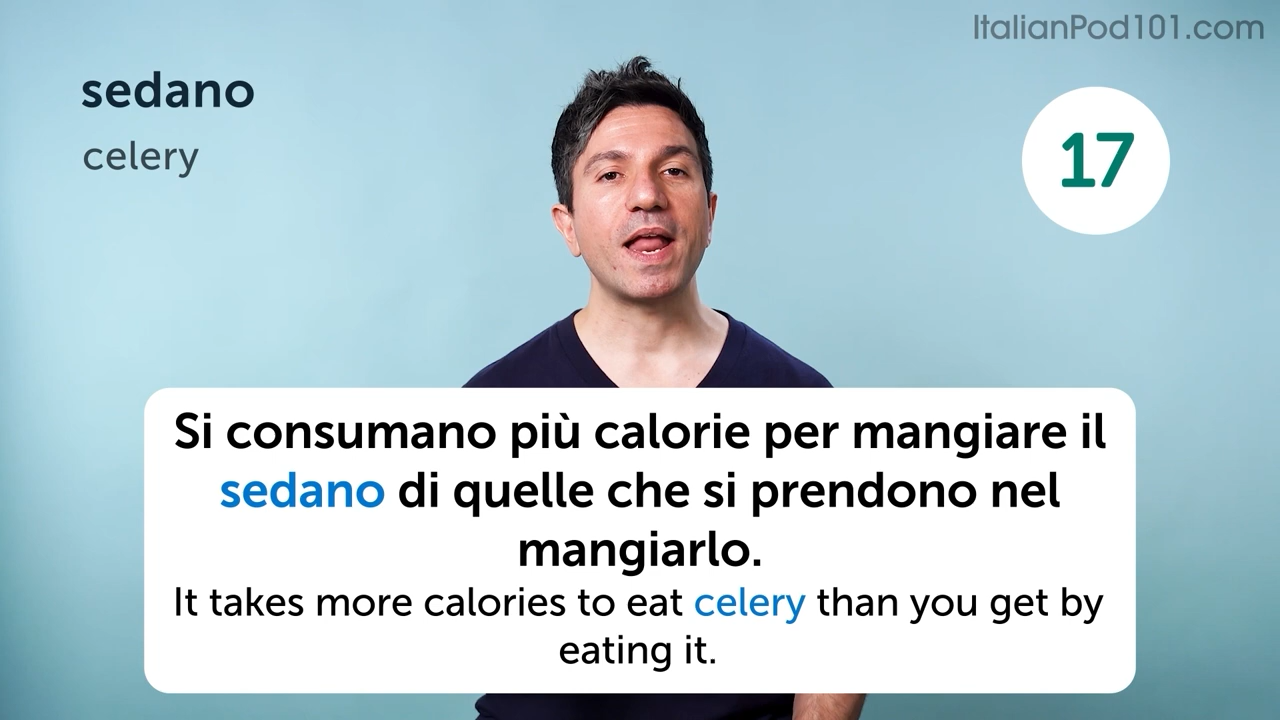 ItalianPod101.com
sedano
celery
17
Si consumano più calorie per mangiare il
sedano di quelle che si prendono nel
mangiarlo.
It takes more calories to eat celery than you get by
eating it.